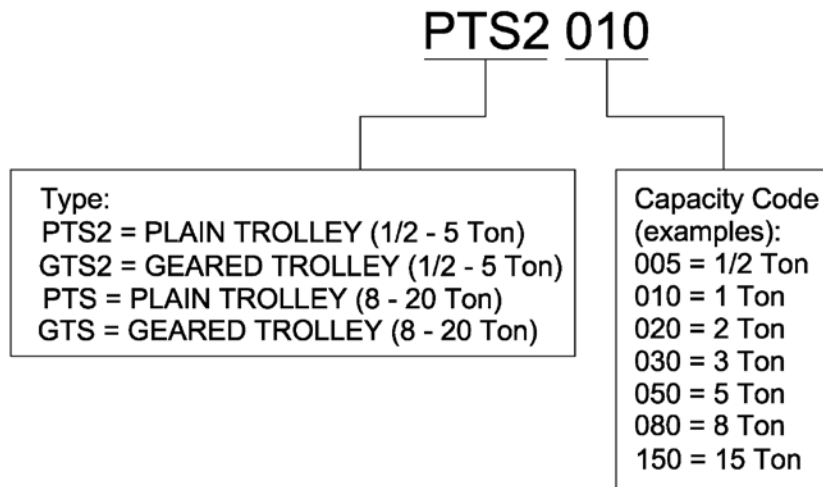 PTS2 010
Type:
PTS2 = PLAIN TROLLEY (1/2 - 5 Ton)
GTS2 = GEARED TROLLEY (1/2 - 5 Ton)
PTS = PLAIN TROLLEY (8 - 20 Ton)
GTS = GEARED TROLLEY (8 - 20 Ton)
Capacity Code
(examples):
005 = 1/2 Ton
010 = 1 Ton
020 = 2 Ton
030 = 3 Ton
050 = 5 Ton
080 = 8 Ton
150 = 15 Ton